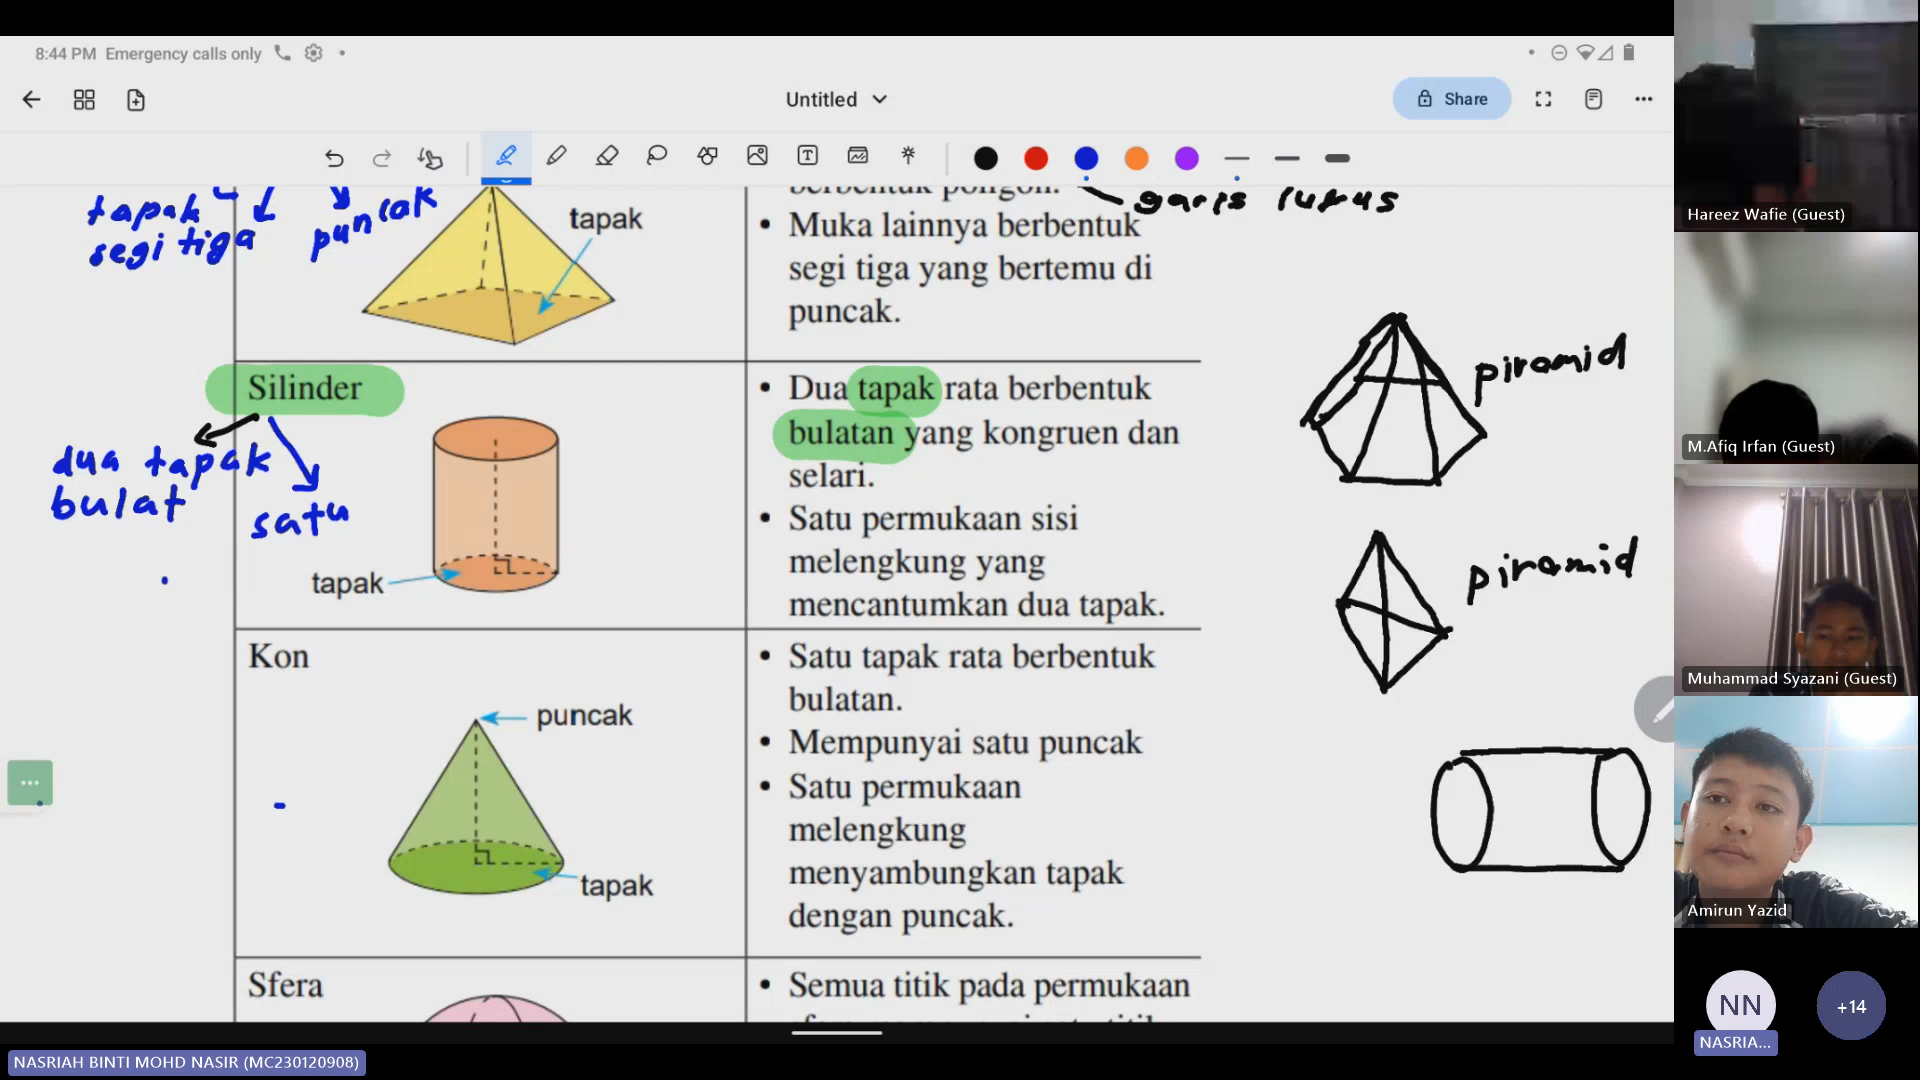 8:44 PM Emergency calls only
Untitled
Share
tapak
segi tiga
puncak
tapak
berbentuk poligon.
garis lurus
• Muka lainnya berbentuk
segi tiga yang bertemu di
puncak.
piramid
Silinder
dua tapak
bulat
satu
tapak
• Dua tapak rata berbentuk
bulatan yang kongruen dan
selari.
• Satu permukaan sisi
melengkung yang
mencantumkan dua tapak.
piramid
Kon
puncak
tapak
• Satu tapak rata berbentuk
bulatan.
• Mempunyai satu puncak
• Satu permukaan
melengkung
menyambungkan tapak
dengan puncak.
Sfera
• Semua titik pada permukaan
Hareez Wafie (Guest)
M.Afiq Irfan (Guest)
Muhammad Syazani (Guest)
Amirun Yazid
NN
NASRIA...
+14
NASRIAH BINTI MOHD NASIR (MC230120908)